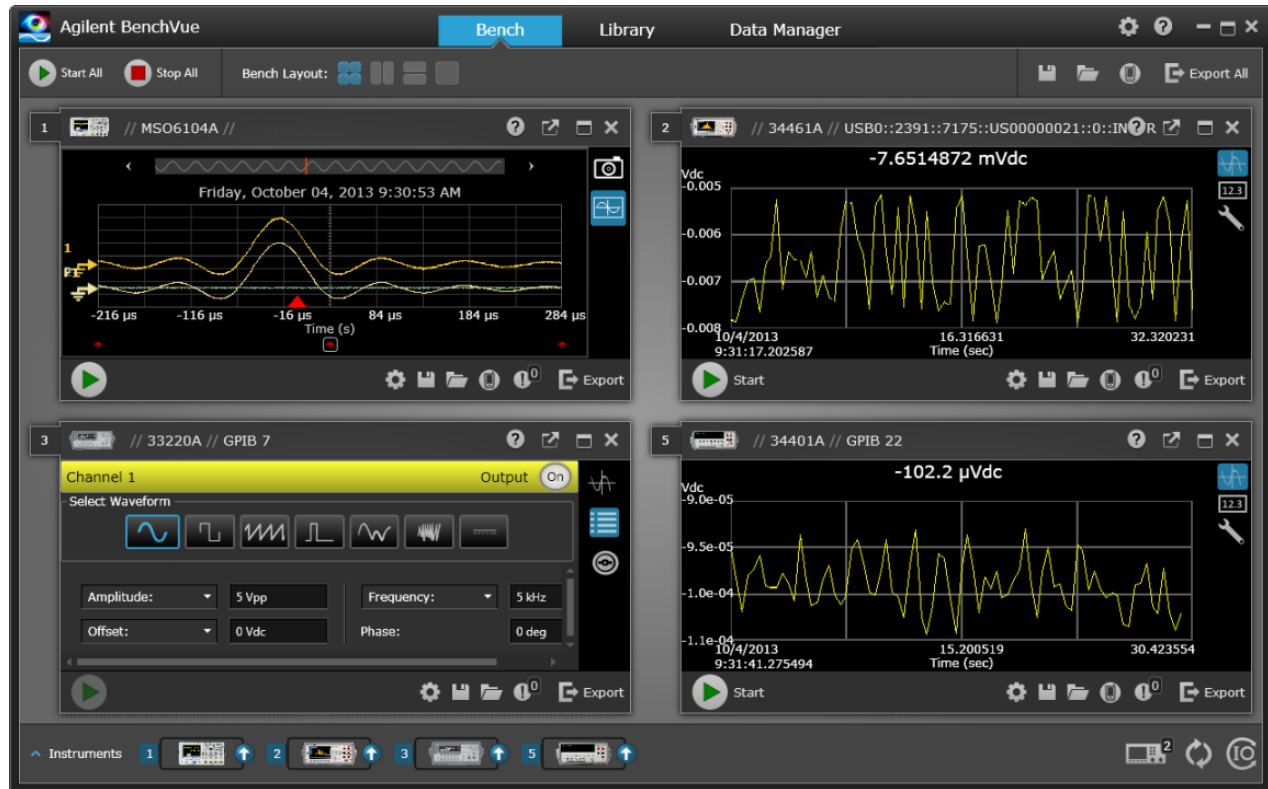 Agilent BenchVue
Bench Library Data Manager
Start All Stop All Bench Layout: Export All
1 // MSO6104A //
Friday, October 04, 2013 9:30:53 AM
1
-216 µs -116 µs -16 µs 84 µs 184 µs 284 µs
Time (s)
0 Export
2 // 34461A // USB0::2391::7175::US00000021::0::IN R
-7.6514872 mVdc
Vdc
-0.005
12.3
-0.006
-0.007
-0.008
10/4/2013 16.316631 32.320231
9:31:17.202587 Time (sec)
Start 0 Export
3 // 33220A // GPIB 7
Channel 1 Output On
Select Waveform
Amplitude: 5 Vpp Frequency: 5 kHz
Offset: 0 Vdc Phase: 0 deg
0 Export
5 // 34401A // GPIB 22
-102.2 µVdc
Vdc
-9.0e-05
12.3
-9.5e-05
-1.0e-04
-1.1e-04
10/4/2013 15.200519 30.423554
9:31:41.275494 Time (sec)
Start 0 Export
Instruments 1 2 3 5 2 IO